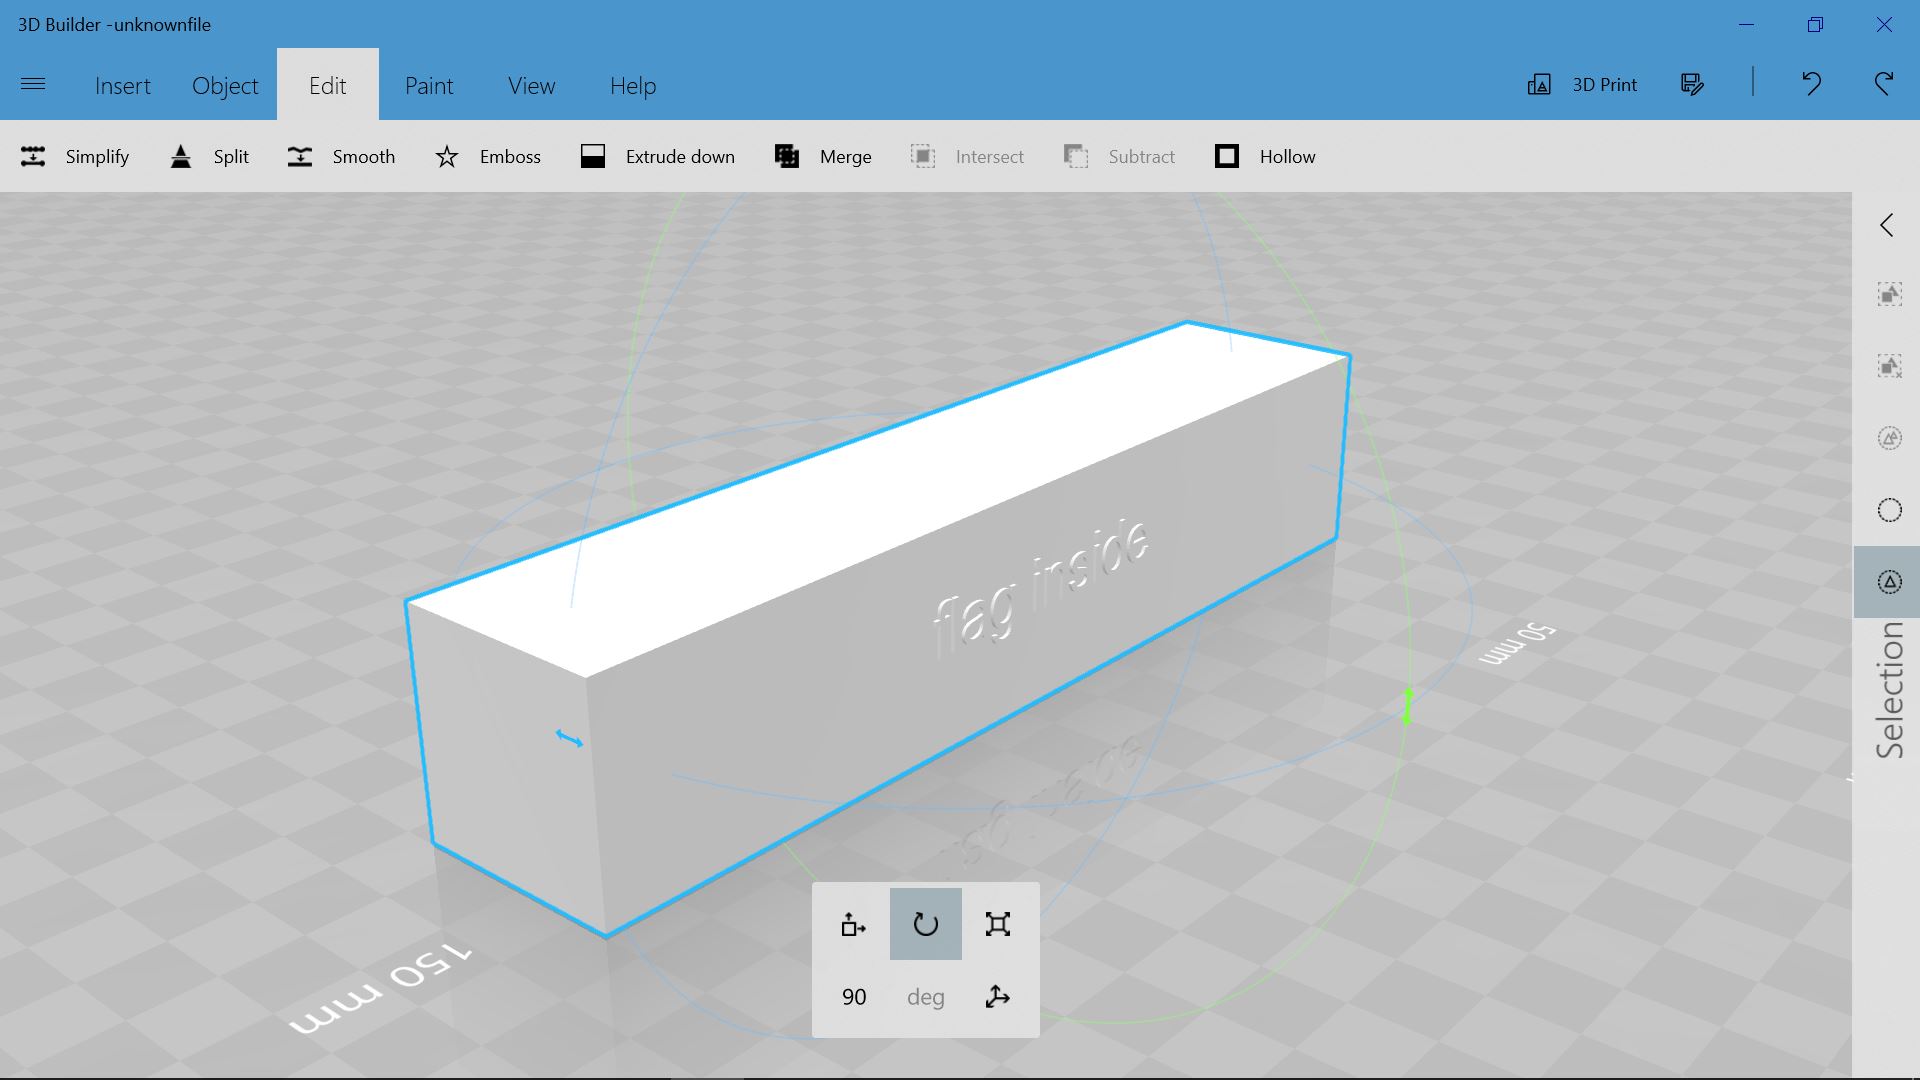 3D Builder -unknownfile
Insert Object Edit Paint View Help 3D Print
Simplify Split Smooth Emboss Extrude down Merge Intersect Subtract Hollow
flag inside
50 mm
Selection
150 mm
90 deg